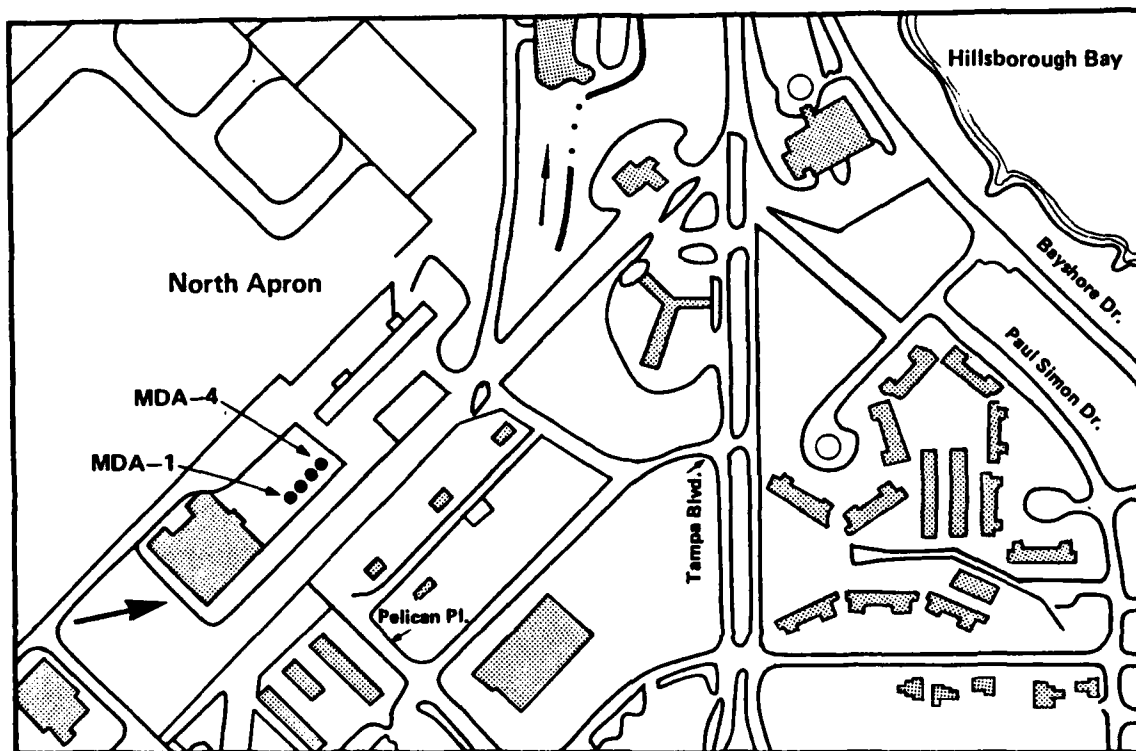 Hillsborough Bay
North Apron
Bayshore Dr.
Paul Simon Dr.
MDA-4
MDA-1
Tampa Blvd.
Pelican Pl.